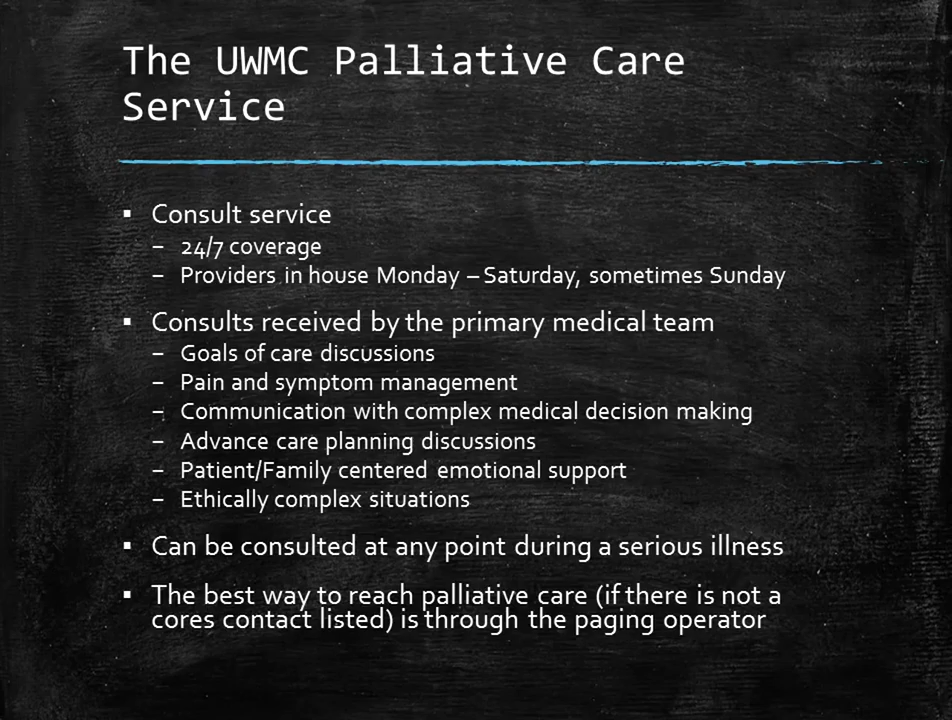 The UWMC Palliative Care
Service
▪ Consult service
– 24/7 coverage
– Providers in house Monday – Saturday, sometimes Sunday
▪ Consults received by the primary medical team
– Goals of care discussions
– Pain and symptom management
– Communication with complex medical decision making
– Advance care planning discussions
– Patient/Family centered emotional support
– Ethically complex situations
▪ Can be consulted at any point during a serious illness
▪ The best way to reach palliative care (if there is not a
cores contact listed) is through the paging operator